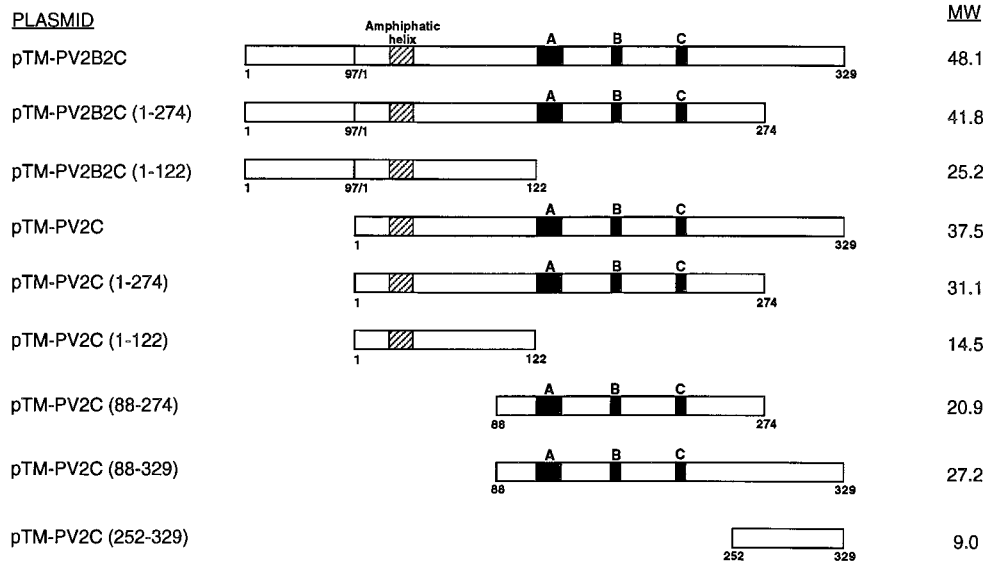 PLASMID MW
Amphiphatic
helix A B C
pTM-PV2B2C 48.1
1 97/1 329
A B C
pTM-PV2B2C (1-274) 41.8
1 97/1 274
pTM-PV2B2C (1-122) 25.2
1 97/1 122
A B C
pTM-PV2C 37.5
1 329
A B C
pTM-PV2C (1-274) 31.1
1 274
pTM-PV2C (1-122) 14.5
1 122
A B C
pTM-PV2C (88-274) 20.9
88 274
A B C
pTM-PV2C (88-329) 27.2
88 329
pTM-PV2C (252-329) 9.0
252 329